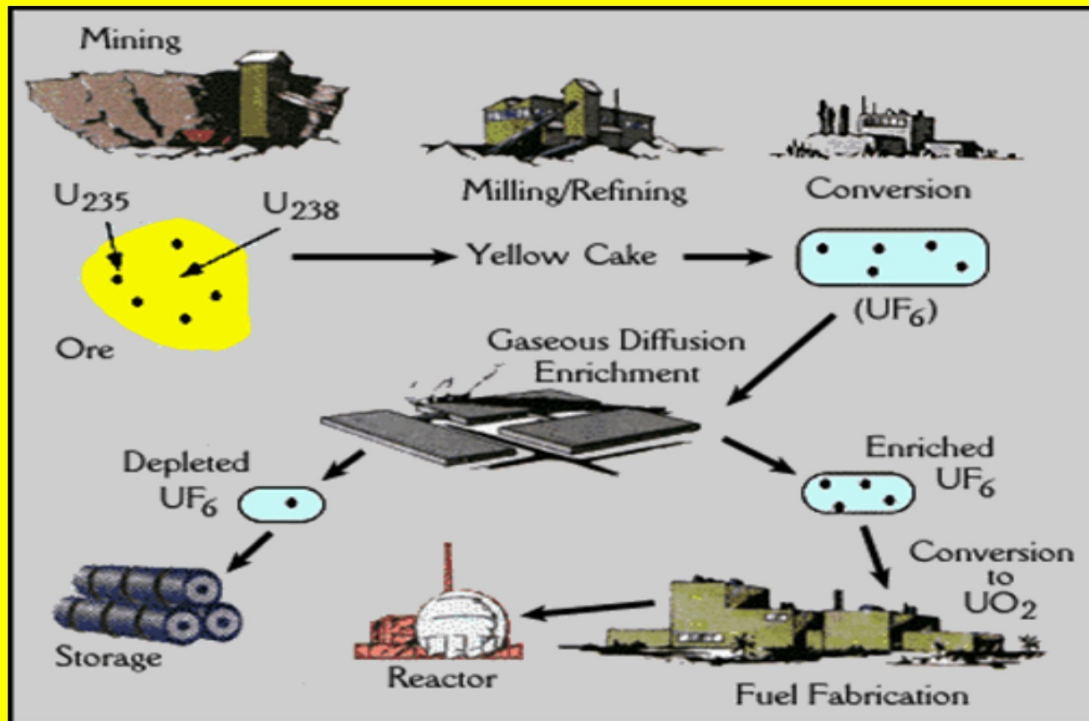 Mining
Milling/Refining
Conversion
U235
U238
Yellow Cake
(UF6)
Ore
Gaseous Diffusion
Enrichment
Depleted
UF6
Enriched
UF6
Conversion
to
UO2
Storage
Reactor
Fuel Fabrication